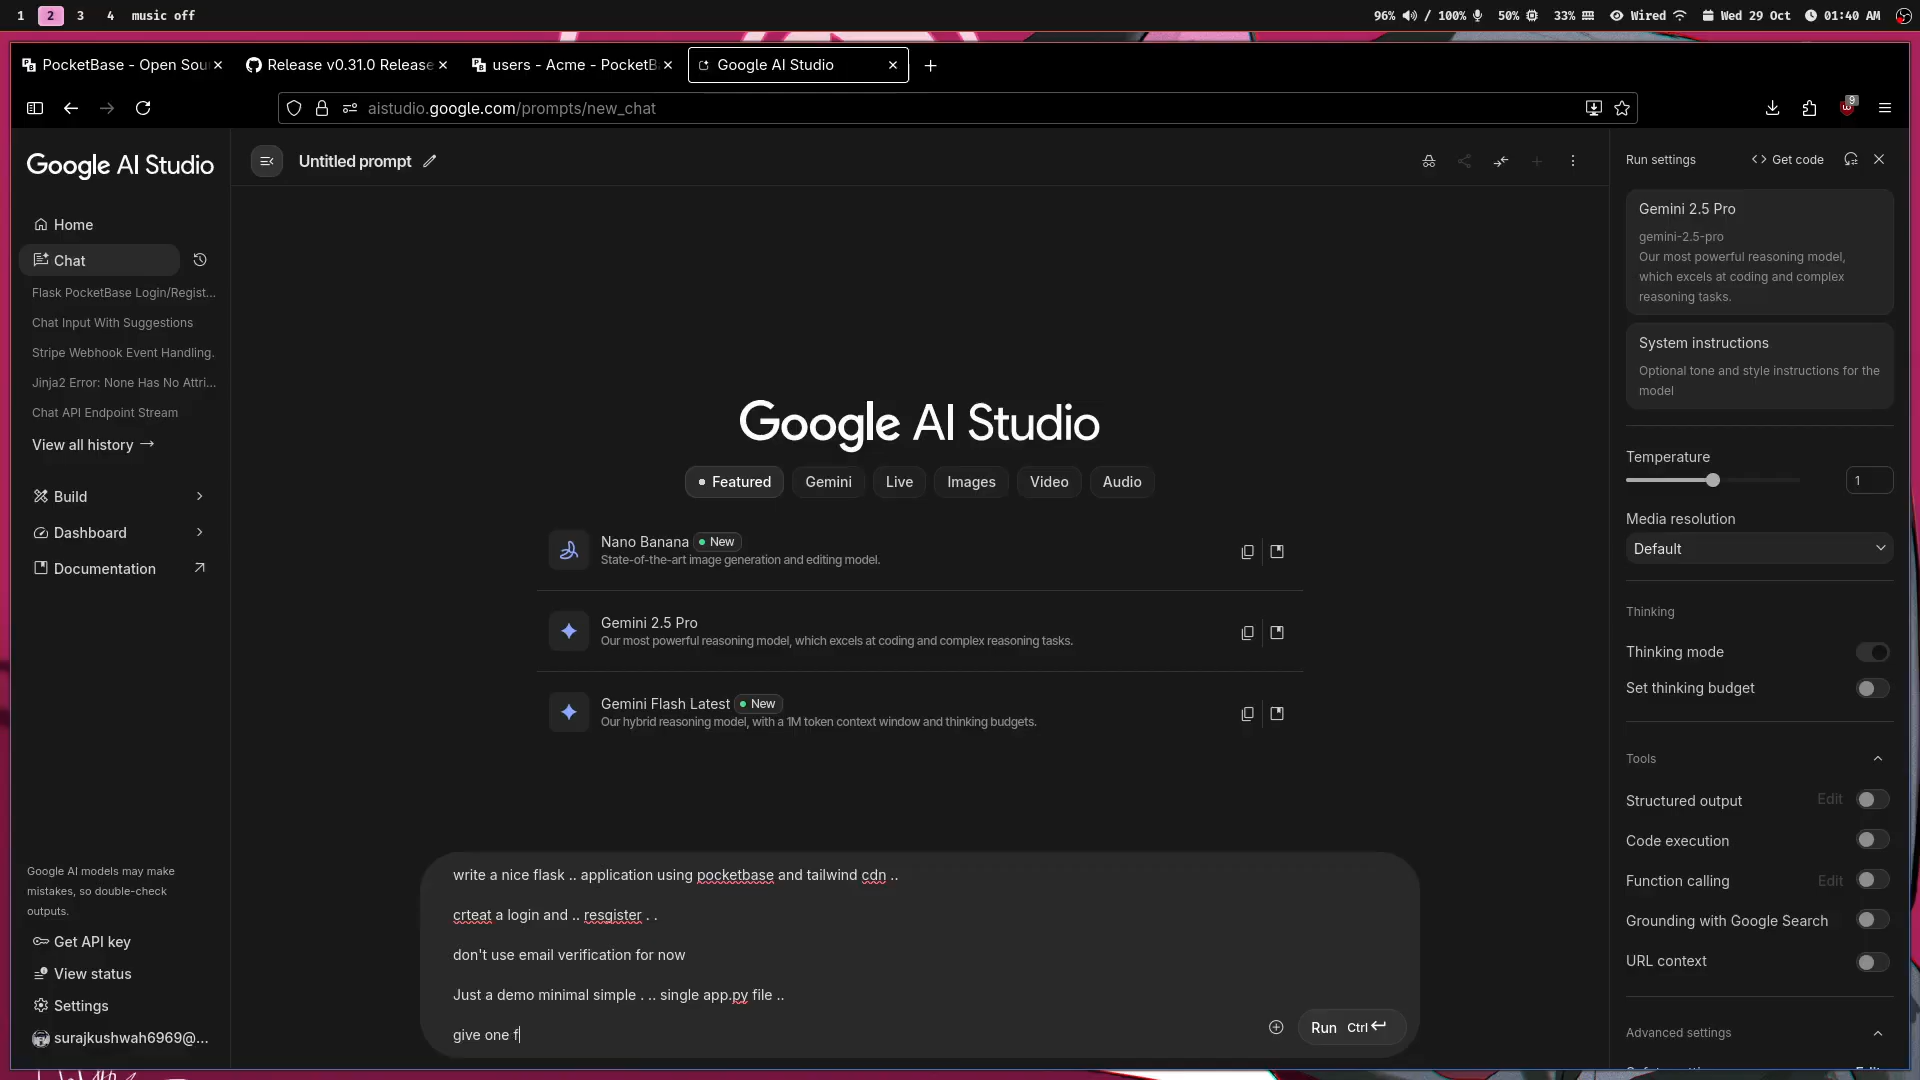 1 2 3 4 music off
96% / 100% 50% 33% Wired Wed 29 Oct 01:40 AM
PocketBase - Open Sou
Release v0.31.0 Release
users - Acme - PocketB
Google AI Studio
aistudio.google.com/prompts/new_chat
9
Google AI Studio
Home
Chat
Flask PocketBase Login/Regist...
Chat Input With Suggestions
Stripe Webhook Event Handling.
Jinja2 Error: None Has No Attri...
Chat API Endpoint Stream
View all history
Build
Dashboard
Documentation
Google AI models may make
mistakes, so double-check
outputs.
Get API key
View status
Settings
surajkushwah6969@...
Untitled prompt
Google AI Studio
Featured Gemini Live Images Video Audio
Nano Banana New
State-of-the-art image generation and editing model.
Gemini 2.5 Pro
Our most powerful reasoning model, which excels at coding and complex reasoning tasks.
Gemini Flash Latest New
Our hybrid reasoning model, with a 1M token context window and thinking budgets.
write a nice flask .. application using pocketbase and tailwind cdn ..
crteat a login and .. resgister . .
don't use email verification for now
Just a demo minimal simple . .. single app.py file ..
give one f
Run Ctrl
Run settings Get code
Gemini 2.5 Pro
gemini-2.5-pro
Our most powerful reasoning model,
which excels at coding and complex
reasoning tasks.
System instructions
Optional tone and style instructions for the
model
Temperature
1
Media resolution
Default
Thinking
Thinking mode
Set thinking budget
Tools
Structured output Edit
Code execution
Function calling Edit
Grounding with Google Search
URL context
Advanced settings